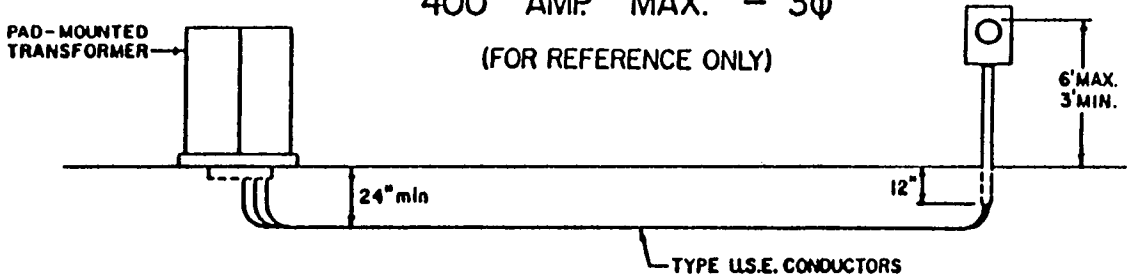 400 AMP. MAX. - 3φ
(FOR REFERENCE ONLY)
PAD-MOUNTED
TRANSFORMER
6'MAX.
3'MIN.
24" min
12"
TYPE U.S.E. CONDUCTORS